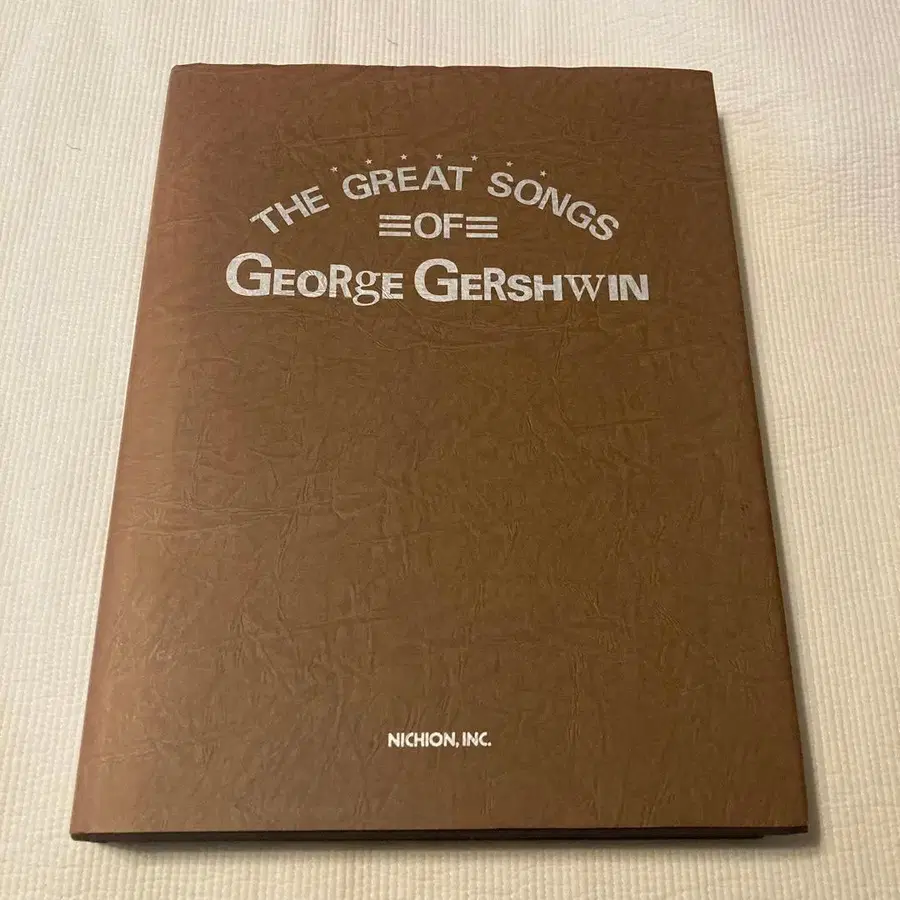 THE GREAT SONGS
OF
GEORgE GERSHWIN
NICHION, INC.